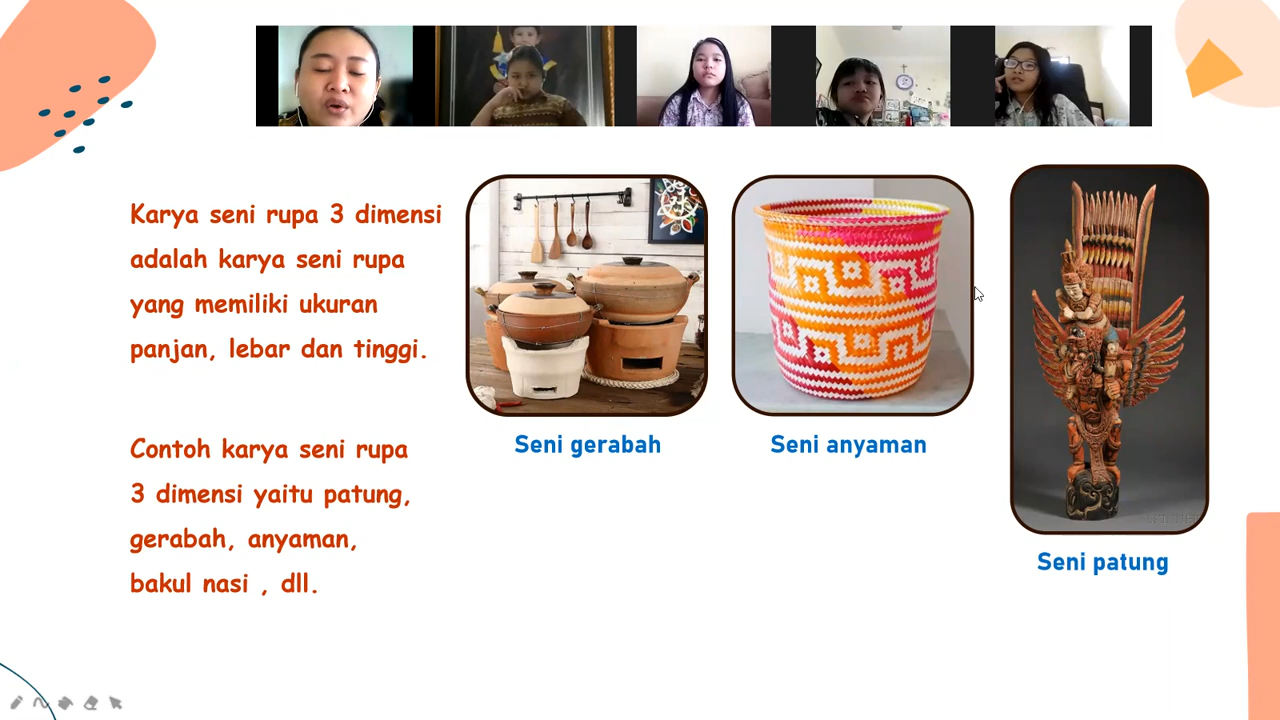 Karya seni rupa 3 dimensi
adalah karya seni rupa
yang memiliki ukuran
panjan, lebar dan tinggi.
Contoh karya seni rupa
3 dimensi yaitu patung,
gerabah, anyaman,
bakul nasi , dll.
Seni gerabah
Seni anyaman
Seni patung